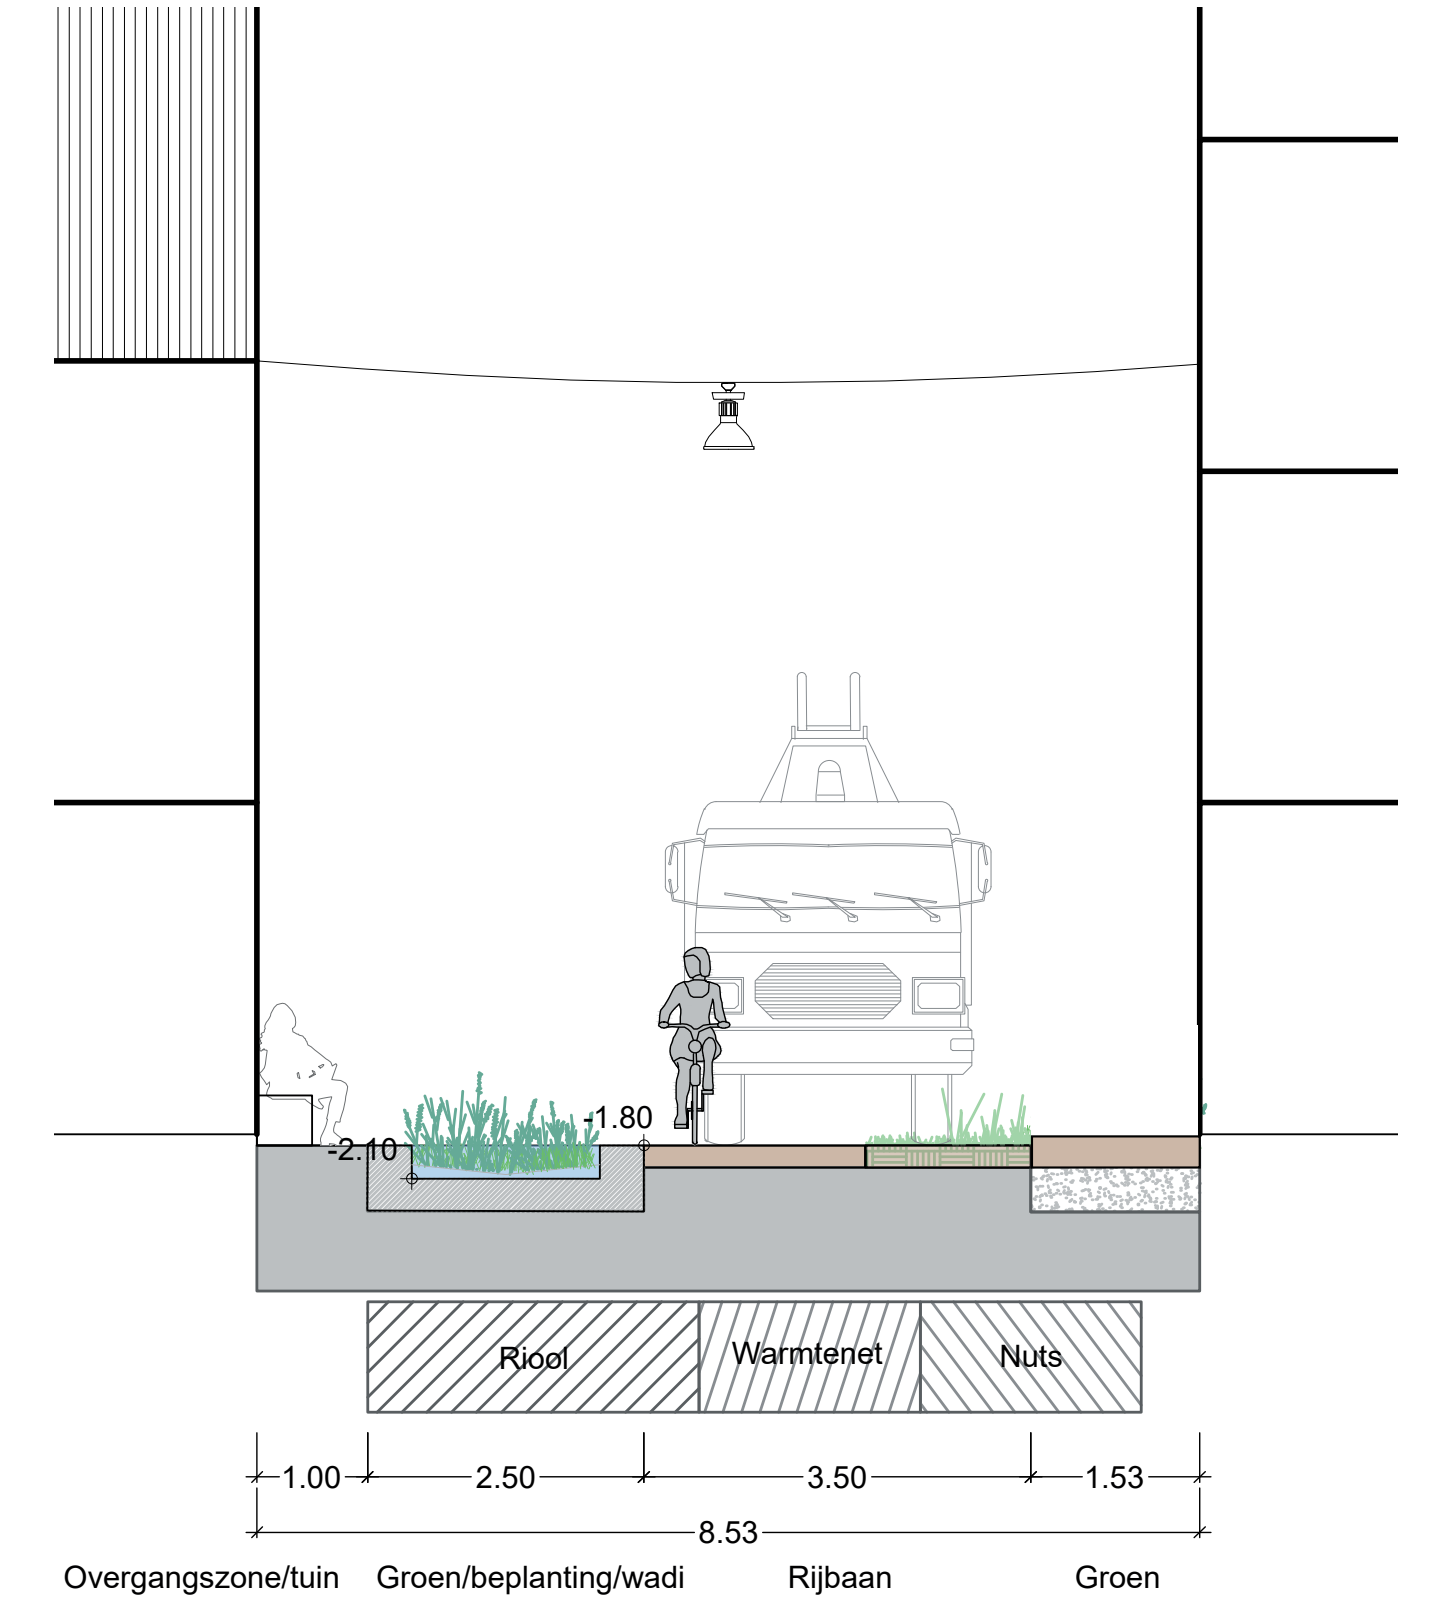 -1.80
-2.10
Riool Warmtenet Nuts
1.00 2.50 3.50 1.53
8.53
Overgangszone/tuin Groen/beplanting/wadi Rijbaan Groen